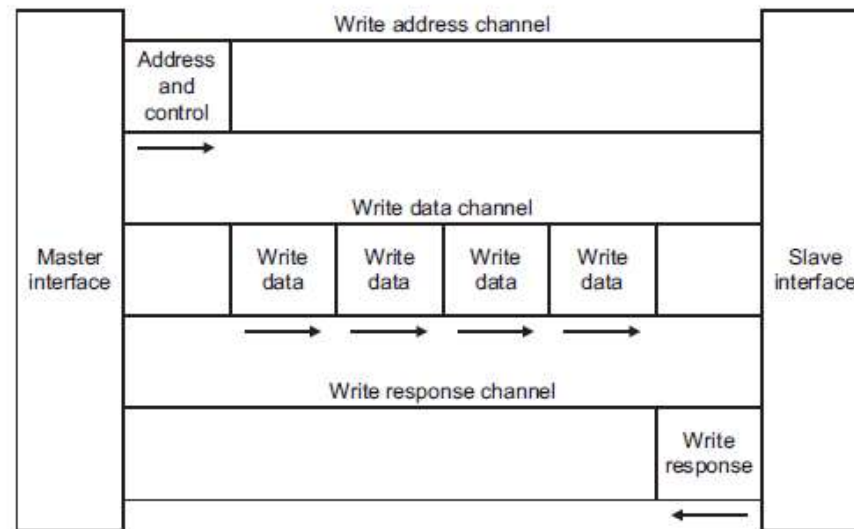 Write address channel
Address
and
control
Write data channel
Master
interface
Write
data
Write
data
Write
data
Write
data
Slave
interface
Write response channel
Write
response